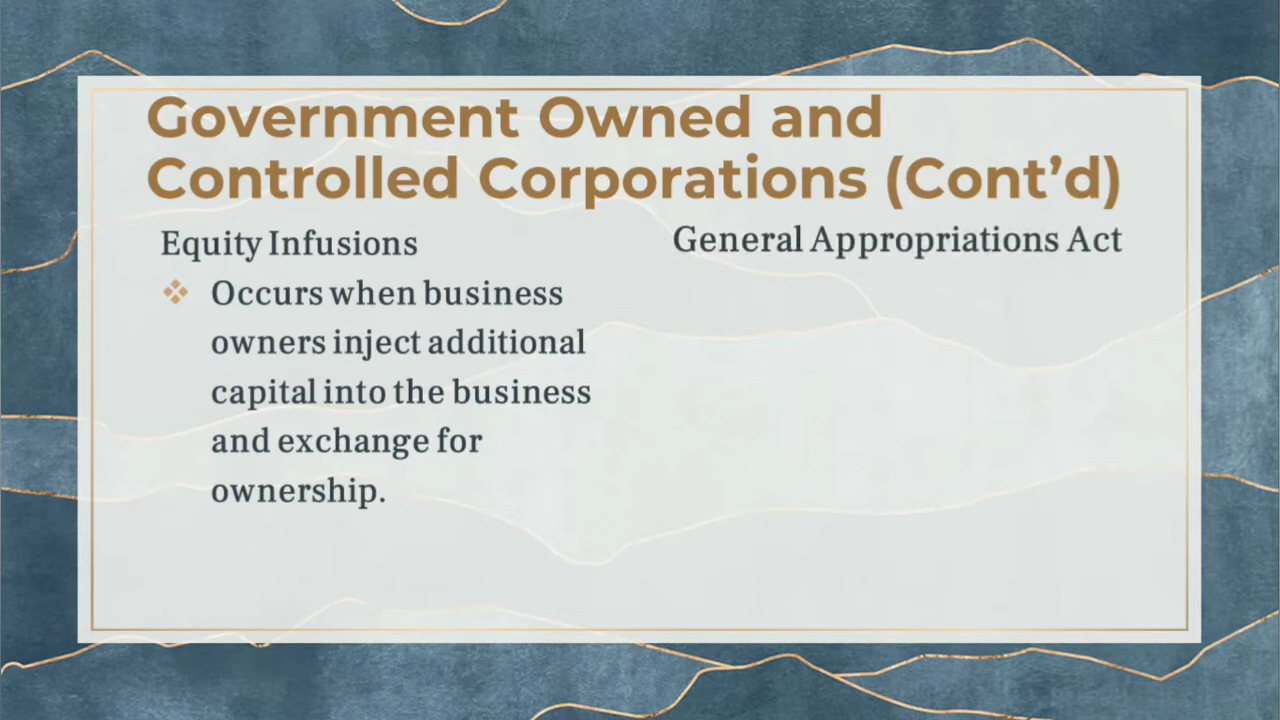 Government Owned and
Controlled Corporations (Cont’d)
Equity Infusions
❖ Occurs when business
owners inject additional
capital into the business
and exchange for
ownership.
General Appropriations Act